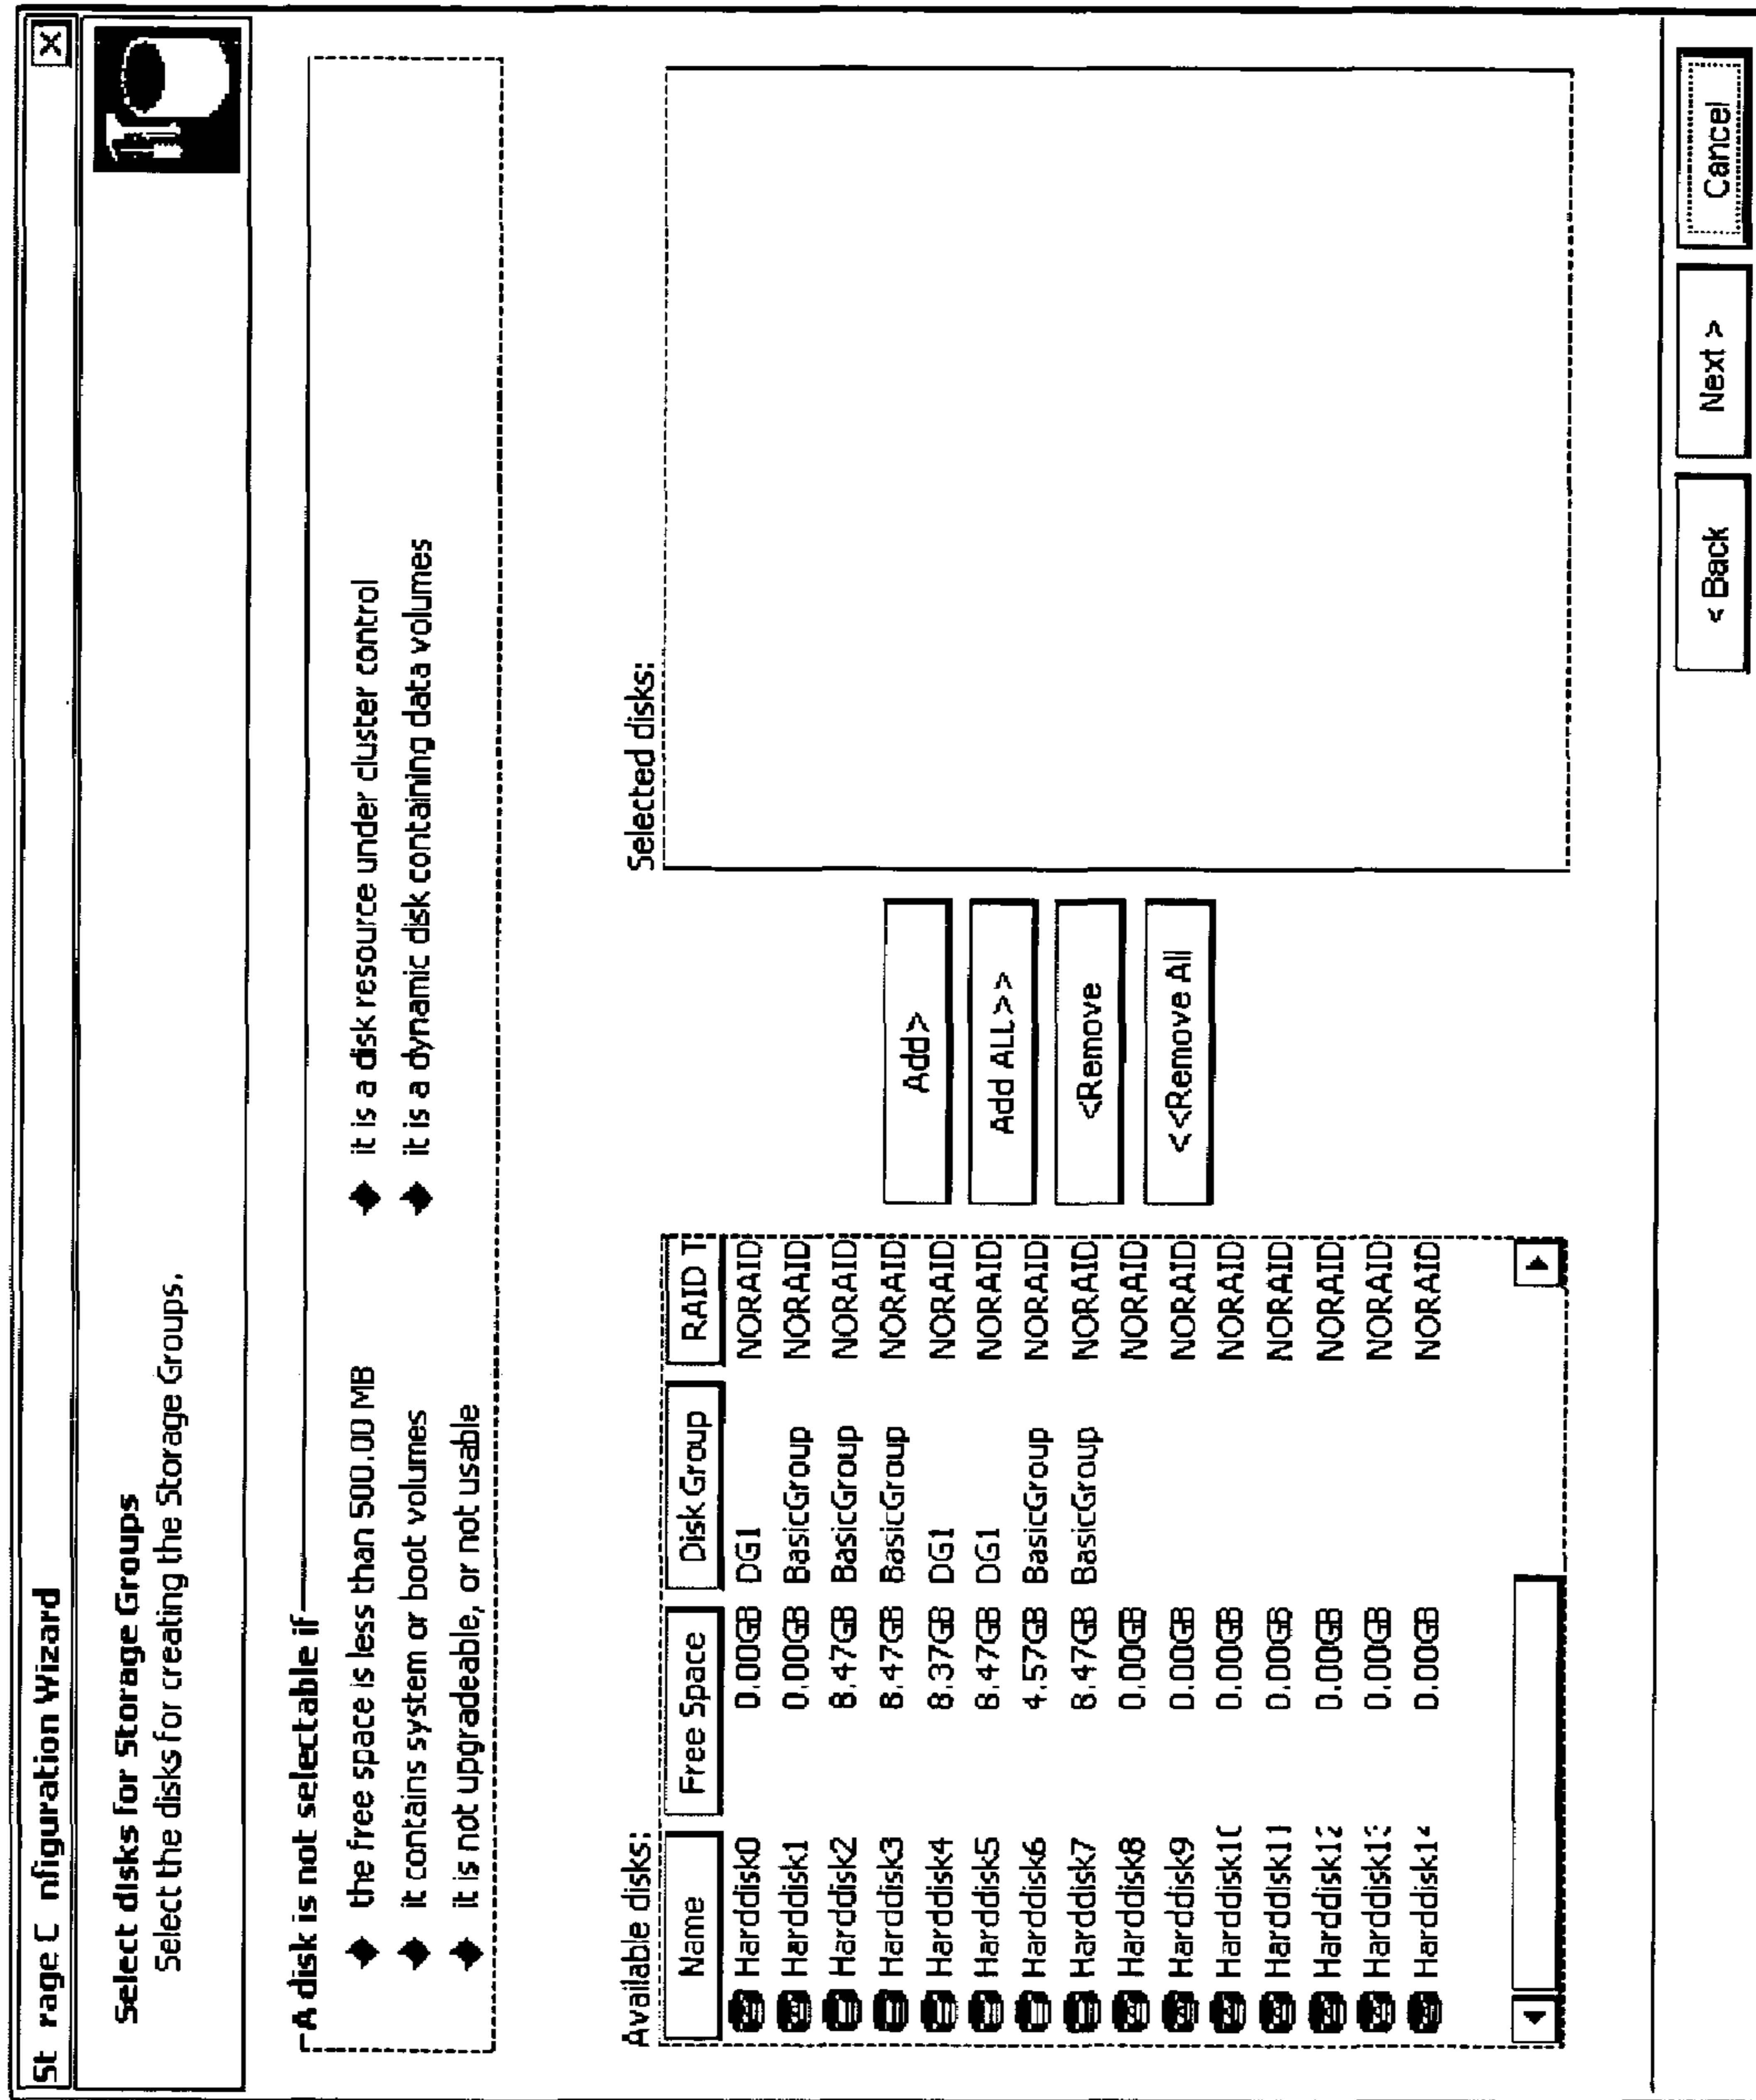 St rage C nfiguration Wizard
X
Select disks for Storage Groups
Select the disks for creating the Storage Groups.
A disk is not selectable if
the free space is less than 500.00 MB
it contains system or boot volumes
it is not upgradeable, or not usable
it is a disk resource under cluster control
it is a dynamic disk containing data volumes
Available disks:
Name Free Space Disk Group RAID T
Harddisk0 0.00GB DG1 NORAID
Harddisk1 0.00GB BasicGroup NORAID
Harddisk2 8.47GB BasicGroup NORAID
Harddisk3 8.47GB BasicGroup NORAID
Harddisk4 8.37GB DG1 NORAID
Harddisk5 8.47GB DG1 NORAID
Harddisk6 4.57GB BasicGroup NORAID
Harddisk7 8.47GB BasicGroup NORAID
Harddisk8 0.00GB NORAID
Harddisk9 0.00GB NORAID
Harddisk10 0.00GB NORAID
Harddisk11 0.00GB NORAID
Harddisk12 0.00GB NORAID
Harddisk13 0.00GB NORAID
Harddisk14 0.00GB NORAID
Add>
Add ALL>>
<Remove
<<Remove All
Selected disks:
< Back
Next >
Cancel